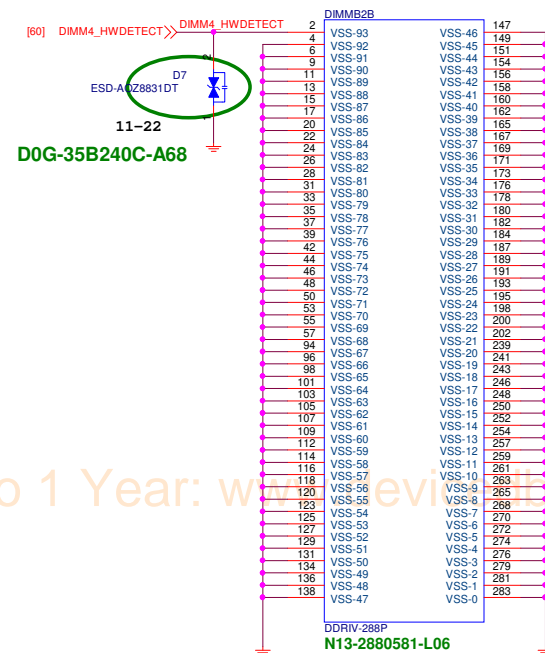 DIMMB2B
[60] DIMM4_HWDETECT DIMM4_HWDETECT
2 VSS-93 VSS-46 147
4 VSS-92 VSS-45 149
6 VSS-91 VSS-44 151
9 VSS-90 VSS-43 154
11 VSS-89 VSS-42 156
13 VSS-88 VSS-41 158
15 VSS-87 VSS-40 160
17 VSS-86 VSS-39 162
20 VSS-85 VSS-38 165
22 VSS-84 VSS-37 167
24 VSS-83 VSS-36 169
26 VSS-82 VSS-35 171
28 VSS-81 VSS-34 173
31 VSS-80 VSS-33 176
33 VSS-79 VSS-32 178
35 VSS-78 VSS-31 180
37 VSS-77 VSS-30 182
39 VSS-76 VSS-29 184
42 VSS-75 VSS-28 187
44 VSS-74 VSS-27 189
46 VSS-73 VSS-26 191
48 VSS-72 VSS-25 193
50 VSS-71 VSS-24 195
53 VSS-70 VSS-23 198
55 VSS-69 VSS-22 200
57 VSS-68 VSS-21 202
94 VSS-67 VSS-20 239
96 VSS-66 VSS-19 241
98 VSS-65 VSS-18 243
101 VSS-64 VSS-17 246
103 VSS-63 VSS-16 248
105 VSS-62 VSS-15 250
107 VSS-61 VSS-14 252
109 VSS-60 VSS-13 254
112 VSS-59 VSS-12 257
114 VSS-58 VSS-11 259
116 VSS-57 VSS-10 261
118 VSS-56 VSS-9 263
120 VSS-55 VSS-8 265
123 VSS-54 VSS-7 268
125 VSS-53 VSS-6 270
127 VSS-52 VSS-5 272
129 VSS-51 VSS-4 274
131 VSS-50 VSS-3 276
134 VSS-49 VSS-2 279
136 VSS-48 VSS-1 281
138 VSS-47 VSS-0 283
2
D7
ESD-AOZ8831DT
1
11-22
D0G-35B240C-A68
o 1 Year:
DDRIV-288P
N13-2880581-L06